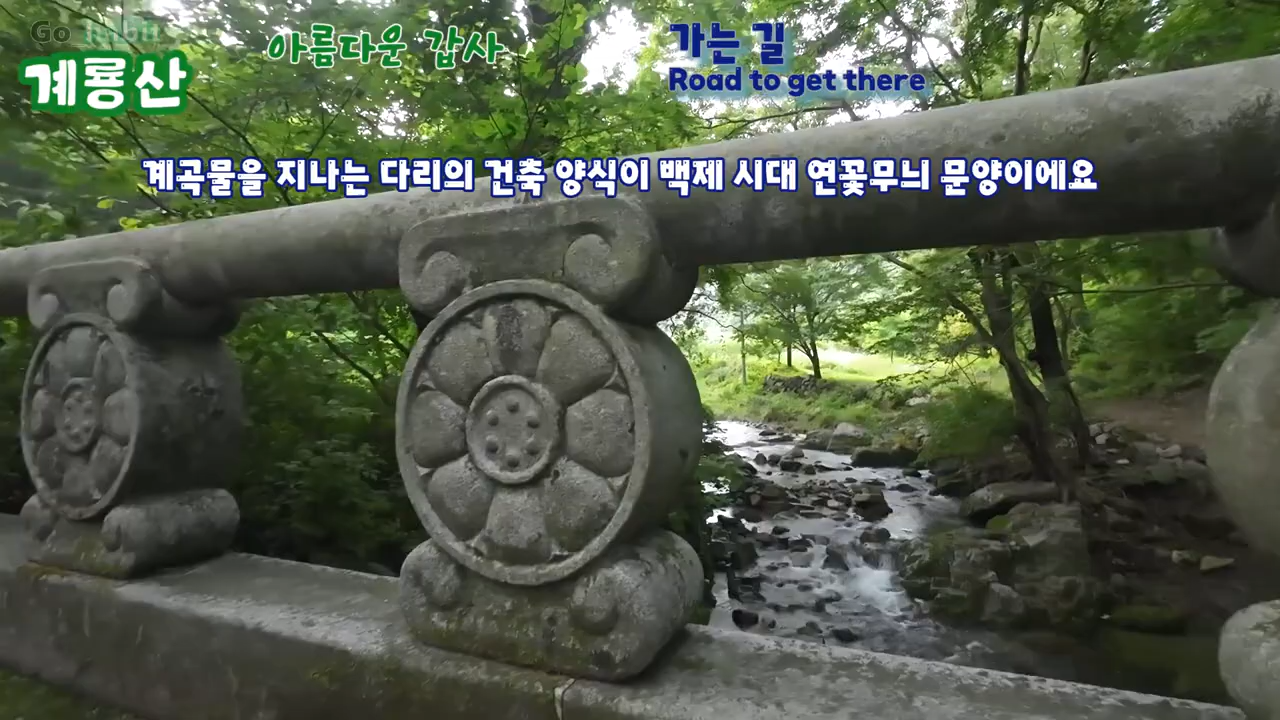 계룡산
아름다운 갑사
가는 길
Road to get there
계곡물을 지나는 다리의 건축 양식이 백제 시대 연꽃무늬 문양이에요